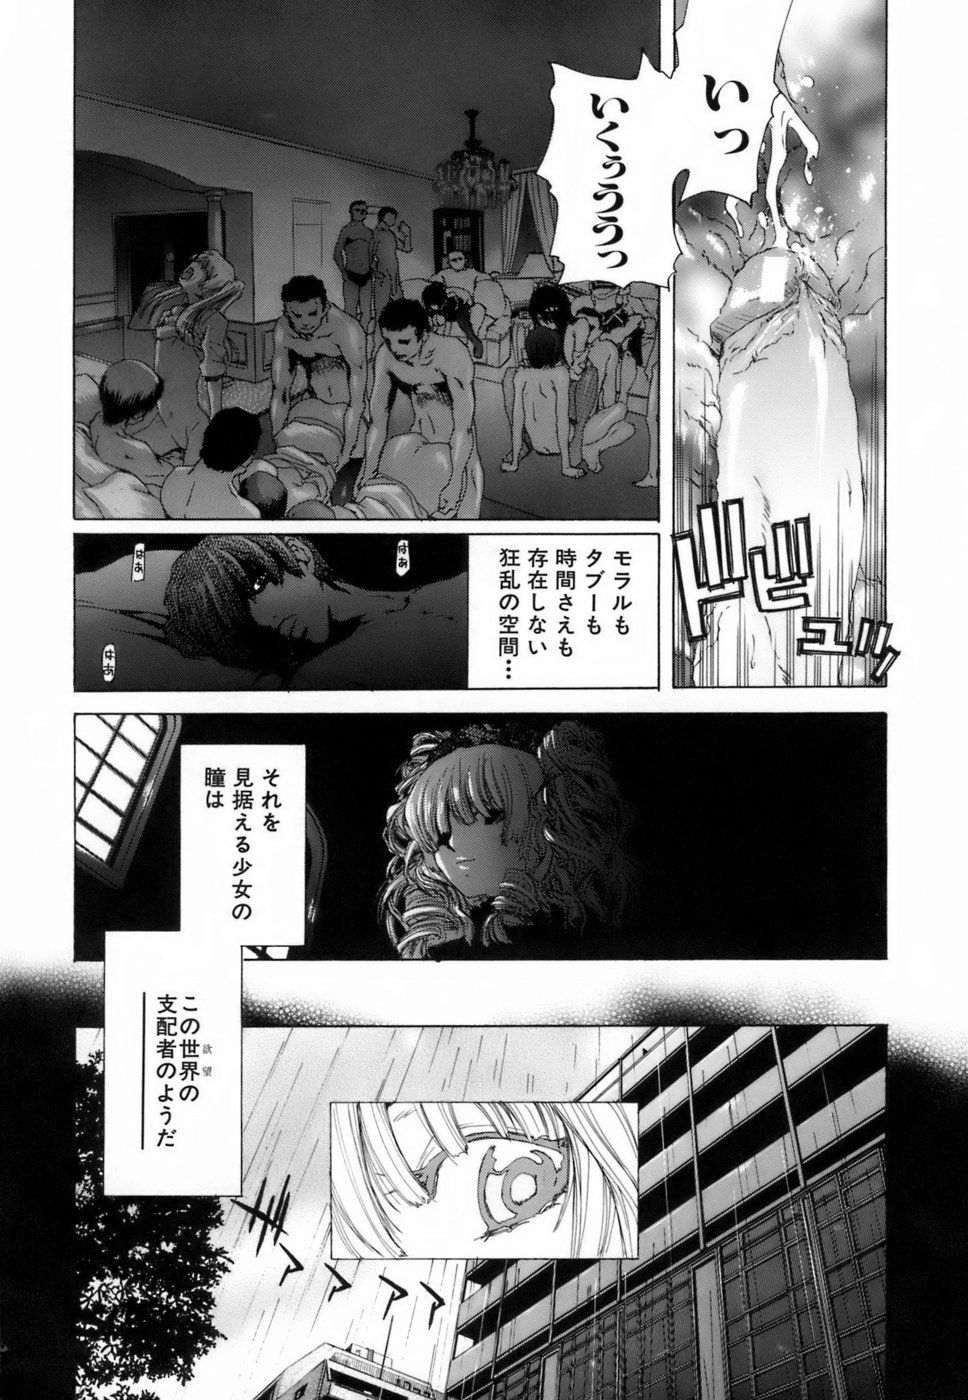 いっ
いくぅううっ
ドビュッ
モラルも
タブーも
時間さえも
存在しない
狂乱の空間…
はぁ
はぁ
はぁ
それを
見据える少女の
瞳は
この世界の
欲望
支配者のようだ
ザァァァァ